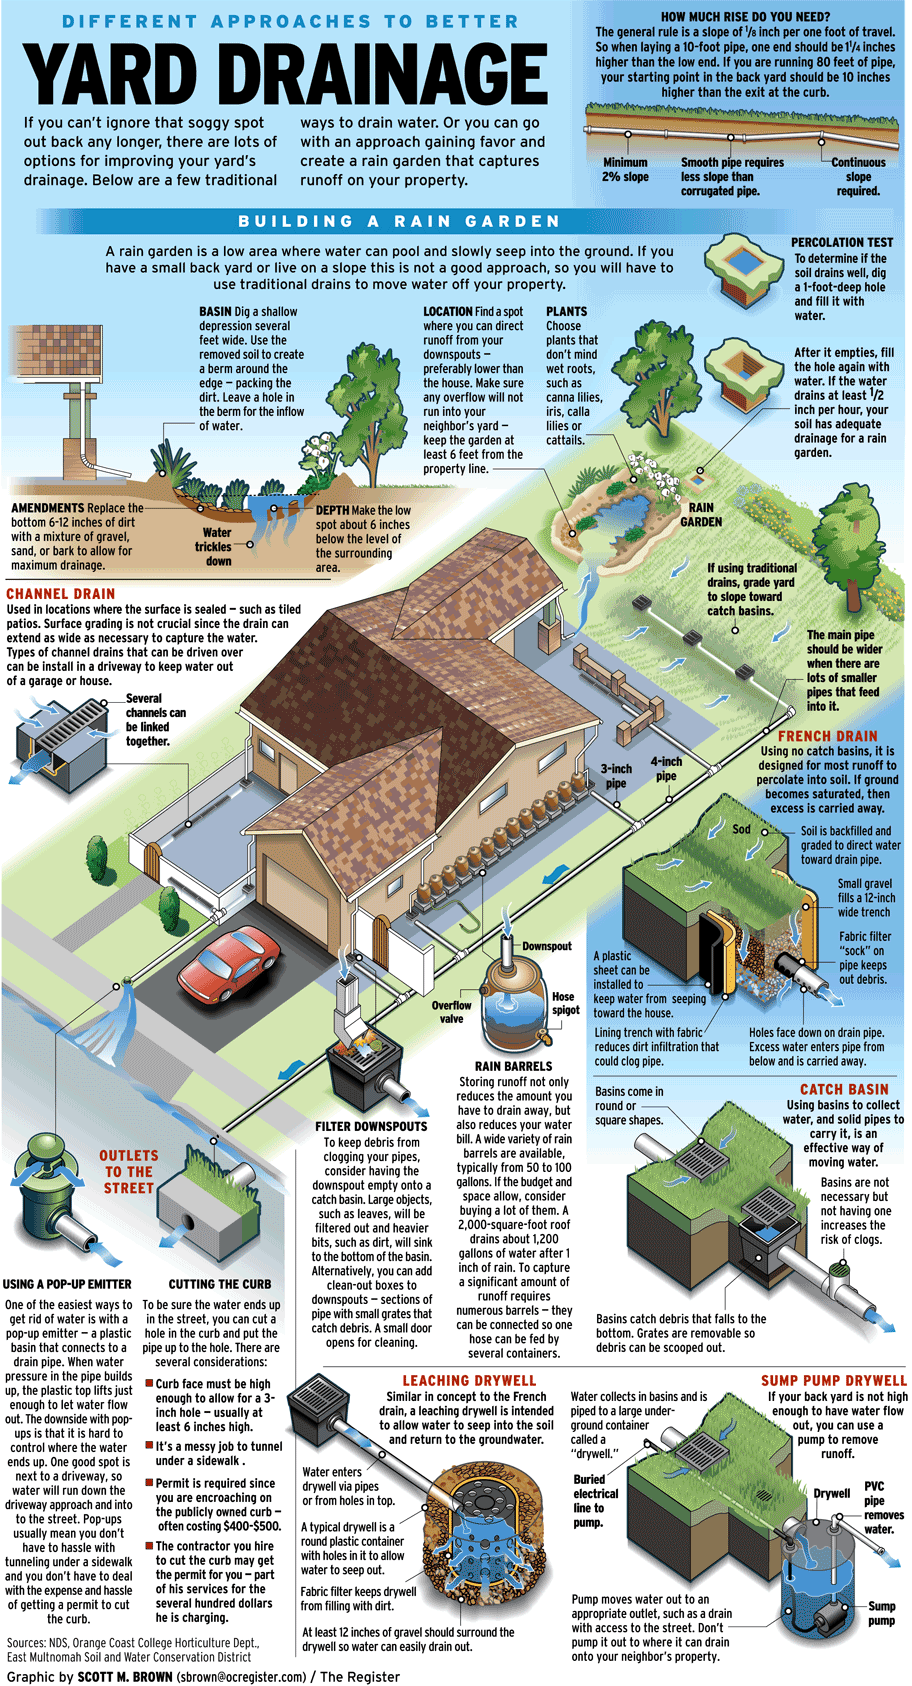 DIFFERENT APPROACHES TO BETTER
YARD DRAINAGE
If you can't ignore that soggy spot
out back any longer, there are lots of
options for improving your yard's
drainage. Below are a few traditional
ways to drain water. Or you can go
with an approach gaining favor and
create a rain garden that captures
runoff on your property.
HOW MUCH RISE DO YOU NEED?
The general rule is a slope of 1/8 inch per one foot of travel.
So when laying a 10-foot pipe, one end should be 1 1/4 inches
higher than the low end. If you are running 80 feet of pipe,
your starting point in the back yard should be 10 inches
higher than the exit at the curb.
Minimum
2% slope
Smooth pipe requires
less slope than
corrugated pipe.
Continuous
slope
required.
BUILDING A RAIN GARDEN
A rain garden is a low area where water can pool and slowly seep into the ground. If you
have a small back yard or live on a slope this is not a good approach, so you will have to
use traditional drains to move water off your property.
PERCOLATION TEST
To determine if the
soil drains well, dig
a 1-foot-deep hole
and fill it with
water.
After it empties, fill
the hole again with
water. If the water
drains at least 1/2
inch per hour, your
soil has adequate
drainage for a rain
garden.
BASIN Dig a shallow
depression several
feet wide. Use the
removed soil to create
a berm around the
edge – packing the
dirt. Leave a hole in
the berm for the inflow
of water.
LOCATION Find a spot
where you can direct
runoff from your
downspouts –
preferably lower than
the house. Make sure
any overflow will not
run into your
neighbor's yard –
keep the garden at
least 6 feet from the
property line.
PLANTS
Choose
plants that
don't mind
wet roots,
such as
canna lilies,
iris, calla
lilies or
cattails.
AMENDMENTS Replace the
bottom 6-12 inches of dirt
with a mixture of gravel,
sand, or bark to allow for
maximum drainage.
Water
trickles
down
DEPTH Make the low
spot about 6 inches
below the level of
the surrounding
area.
RAIN
GARDEN
If using traditional
drains, grade yard
to slope toward
catch basins.
The main pipe
should be wider
when there are
lots of smaller
pipes that feed
into it.
CHANNEL DRAIN
Used in locations where the surface is sealed – such as tiled
patios. Surface grading is not crucial since the drain can
extend as wide as necessary to capture the water.
Types of channel drains that can be driven over
can be install in a driveway to keep water out
of a garage or house.
Several
channels can
be linked
together.
3-inch
pipe
4-inch
pipe
FRENCH DRAIN
Using no catch basins, it is
designed for most runoff to
percolate into soil. If ground
becomes saturated, then
excess is carried away.
Sod
Soil is backfilled and
graded to direct water
toward drain pipe.
Small gravel
fills a 12-inch
wide trench
Fabric filter
"sock" on
pipe keeps
out debris.
A plastic
sheet can be
installed to
keep water from seeping
toward the house.
Lining trench with fabric
reduces dirt infiltration that
could clog pipe.
Holes face down on drain pipe.
Excess water enters pipe from
below and is carried away.
Downspout
Overflow
valve
Hose
spigot
RAIN BARRELS
Storing runoff not only
reduces the amount you
have to drain away, but
also reduces your water
bill. A wide variety of rain
barrels are available,
typically from 50 to 100
gallons. If the budget and
space allow, consider
buying a lot of them. A
2,000-square-foot roof
drains about 1,200
gallons of water after 1
inch of rain. To capture
a significant amount of
runoff requires
numerous barrels – they
can be connected so one
hose can be fed by
several containers.
FILTER DOWNSPOUTS
To keep debris from
clogging your pipes,
consider having the
downspout empty onto a
catch basin. Large objects,
such as leaves, will be
filtered out and heavier
bits, such as dirt, will sink
to the bottom of the basin.
Alternatively, you can add
clean-out boxes to
downspouts – sections of
pipe with small grates that
catch debris. A small door
opens for cleaning.
CATCH BASIN
Using basins to collect
water, and solid pipes to
carry it, is an
effective way of
moving water.
Basins come in
round or
square shapes.
Basins are not
necessary but
not having one
increases the
risk of clogs.
Basins catch debris that falls to the
bottom. Grates are removable so
debris can be scooped out.
OUTLETS
TO THE
STREET
USING A POP-UP EMITTER
One of the easiest ways to
get rid of water is with a
pop-up emitter – a plastic
basin that connects to a
drain pipe. When water
pressure in the pipe builds
up, the plastic top lifts just
enough to let water flow
out. The downside with pop-
ups is that it is hard to
control where the water
ends up. One good spot is
next to a driveway, so
water will run down the
driveway approach and into
to the street. Pop-ups
usually mean you don't
have to hassle with
tunneling under a sidewalk
and you don't have to deal
with the expense and hassle
of getting a permit to cut
the curb.
CUTTING THE CURB
To be sure the water ends up
in the street, you can cut a
hole in the curb and put the
pipe up to the hole. There are
several considerations:
Curb face must be high
enough to allow for a 3-
inch hole – usually at
least 6 inches high.
It's a messy job to tunnel
under a sidewalk .
Permit is required since
you are encroaching on
the publicly owned curb –
often costing $400-$500.
The contractor you hire
to cut the curb may get
the permit for you – part
of his services for the
several hundred dollars
he is charging.
LEACHING DRYWELL
Similar in concept to the French
drain, a leaching drywell is intended
to allow water to seep into the soil
and return to the groundwater.
Water enters
drywell via pipes
or from holes in top.
A typical drywell is a
round plastic container
with holes in it to allow
water to seep out.
Fabric filter keeps drywell
from filling with dirt.
At least 12 inches of gravel should surround the
drywell so water can easily drain out.
SUMP PUMP DRYWELL
If your back yard is not high
enough to have water flow
out, you can use a
pump to remove
runoff.
Water collects in basins and is
piped to a large under-
ground container
called a
"drywell."
Buried
electrical
line to
pump.
Drywell
PVC
pipe
removes
water.
Sump
pump
Pump moves water out to an
appropriate outlet, such as a drain
with access to the street. Don't
pump it out to where it can drain
onto your neighbor's property.
Sources: NDS, Orange Coast College Horticulture Dept.,
East Multnomah Soil and Water Conservation District
Graphic by SCOTT M. BROWN (sbrown@ocregister.com) / The Register